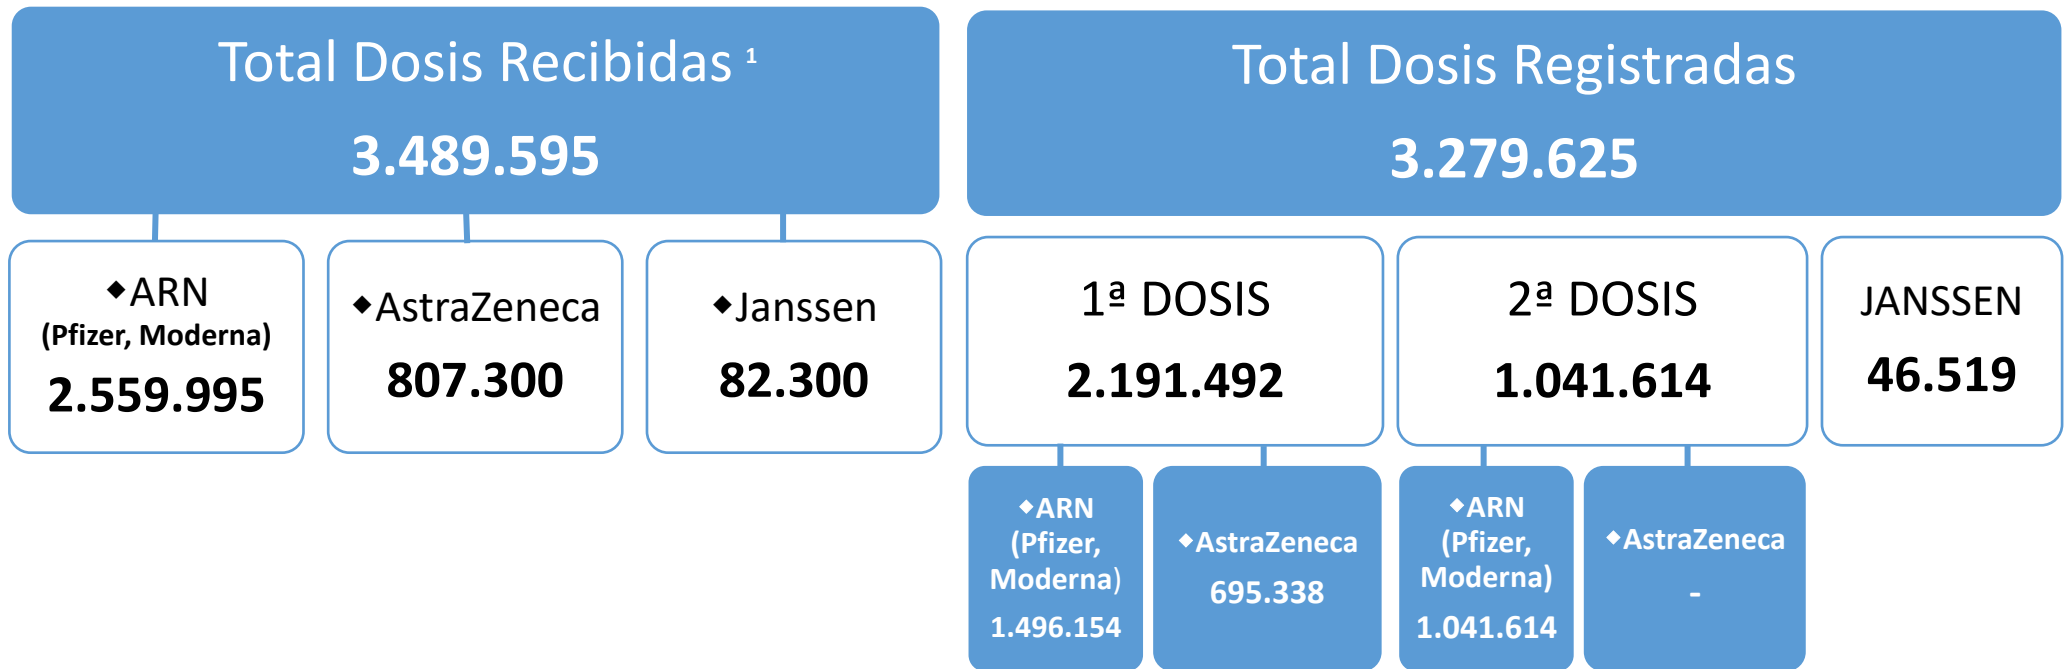 Total Dosis Recibidas ¹
3.489.595
◆ARN
(Pfizer, Moderna)
2.559.995
◆AstraZeneca
807.300
◆Janssen
82.300
Total Dosis Registradas
3.279.625
1ª DOSIS
2.191.492
2ª DOSIS
1.041.614
JANSSEN
46.519
◆ARN
(Pfizer,
Moderna)
1.496.154
◆AstraZeneca
695.338
◆ARN
(Pfizer,
Moderna)
1.041.614
◆AstraZeneca
-